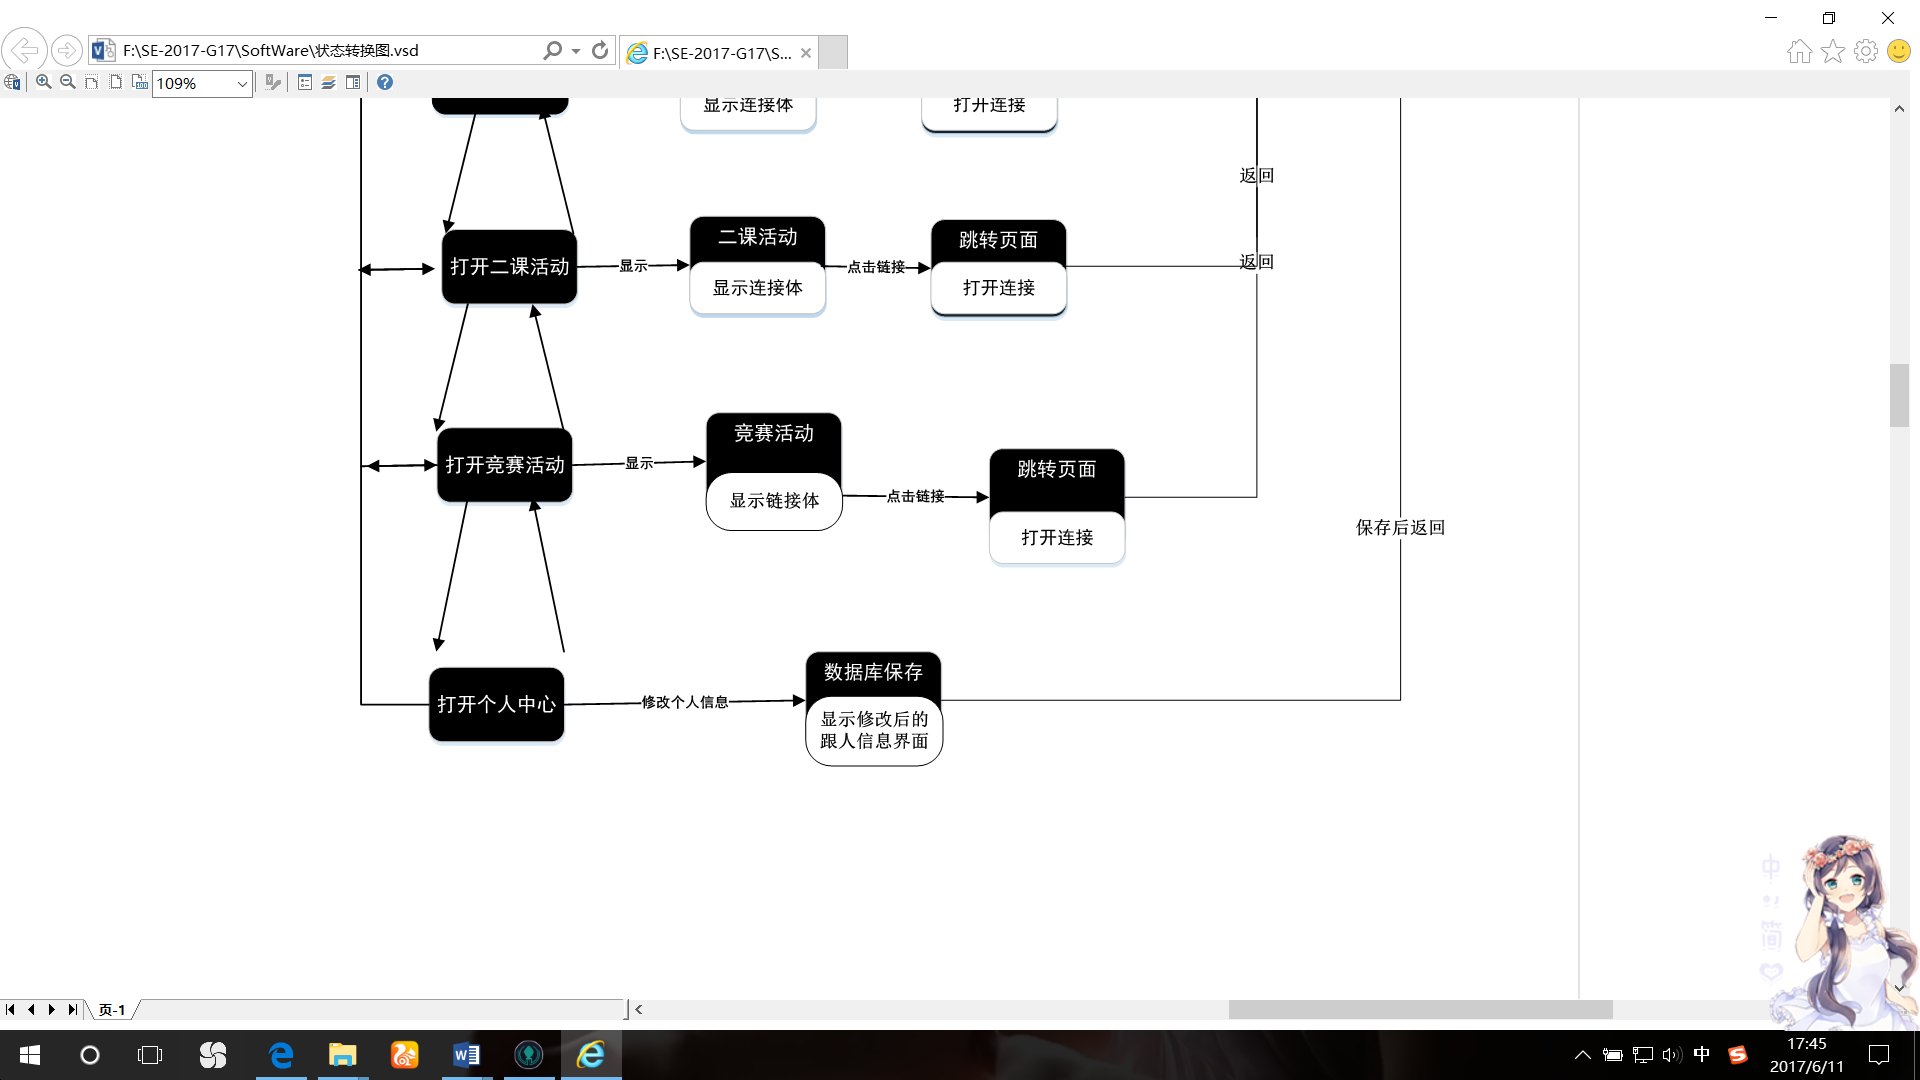 F:\SE-2017-G17\SoftWare\状态转换图.vsd
F:\SE-2017-G17\S...
109%
显示连接体
打开连接
返回
二课活动
跳转页面
打开二课活动
显示
点击链接
返回
显示连接体
打开连接
竞赛活动
打开竞赛活动
显示
跳转页面
显示链接体
点击链接
打开连接
保存后返回
数据库保存
打开个人中心
修改个人信息
显示修改后的
跟人信息界面
中
简
页-1
中
17:45
2017/6/11